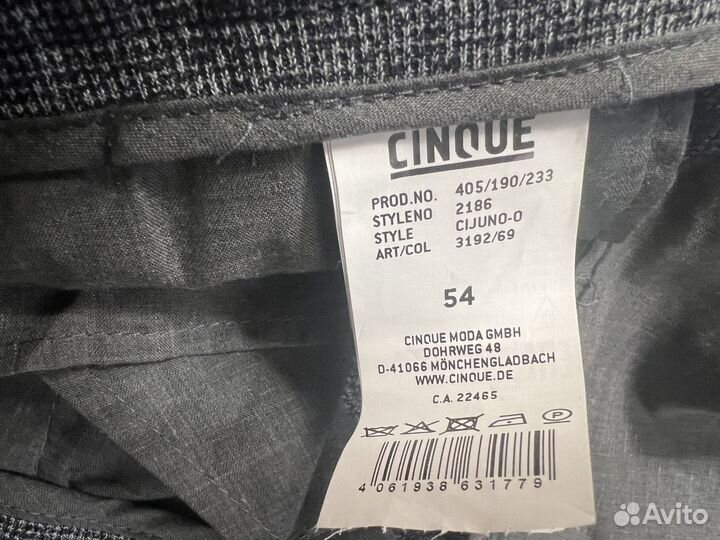 CINQUE
PROD.NO. 405/190/233
STYLENO 2186
STYLE CIJUNO-O
ART/COL 3192/69
54
CINQUE MODA GMBH
DOHRWEG 48
D-41066 MÖNCHENGLADBACH
WWW.CINQUE.DE
C.A. 22465
P
4 061938 631779
Avito